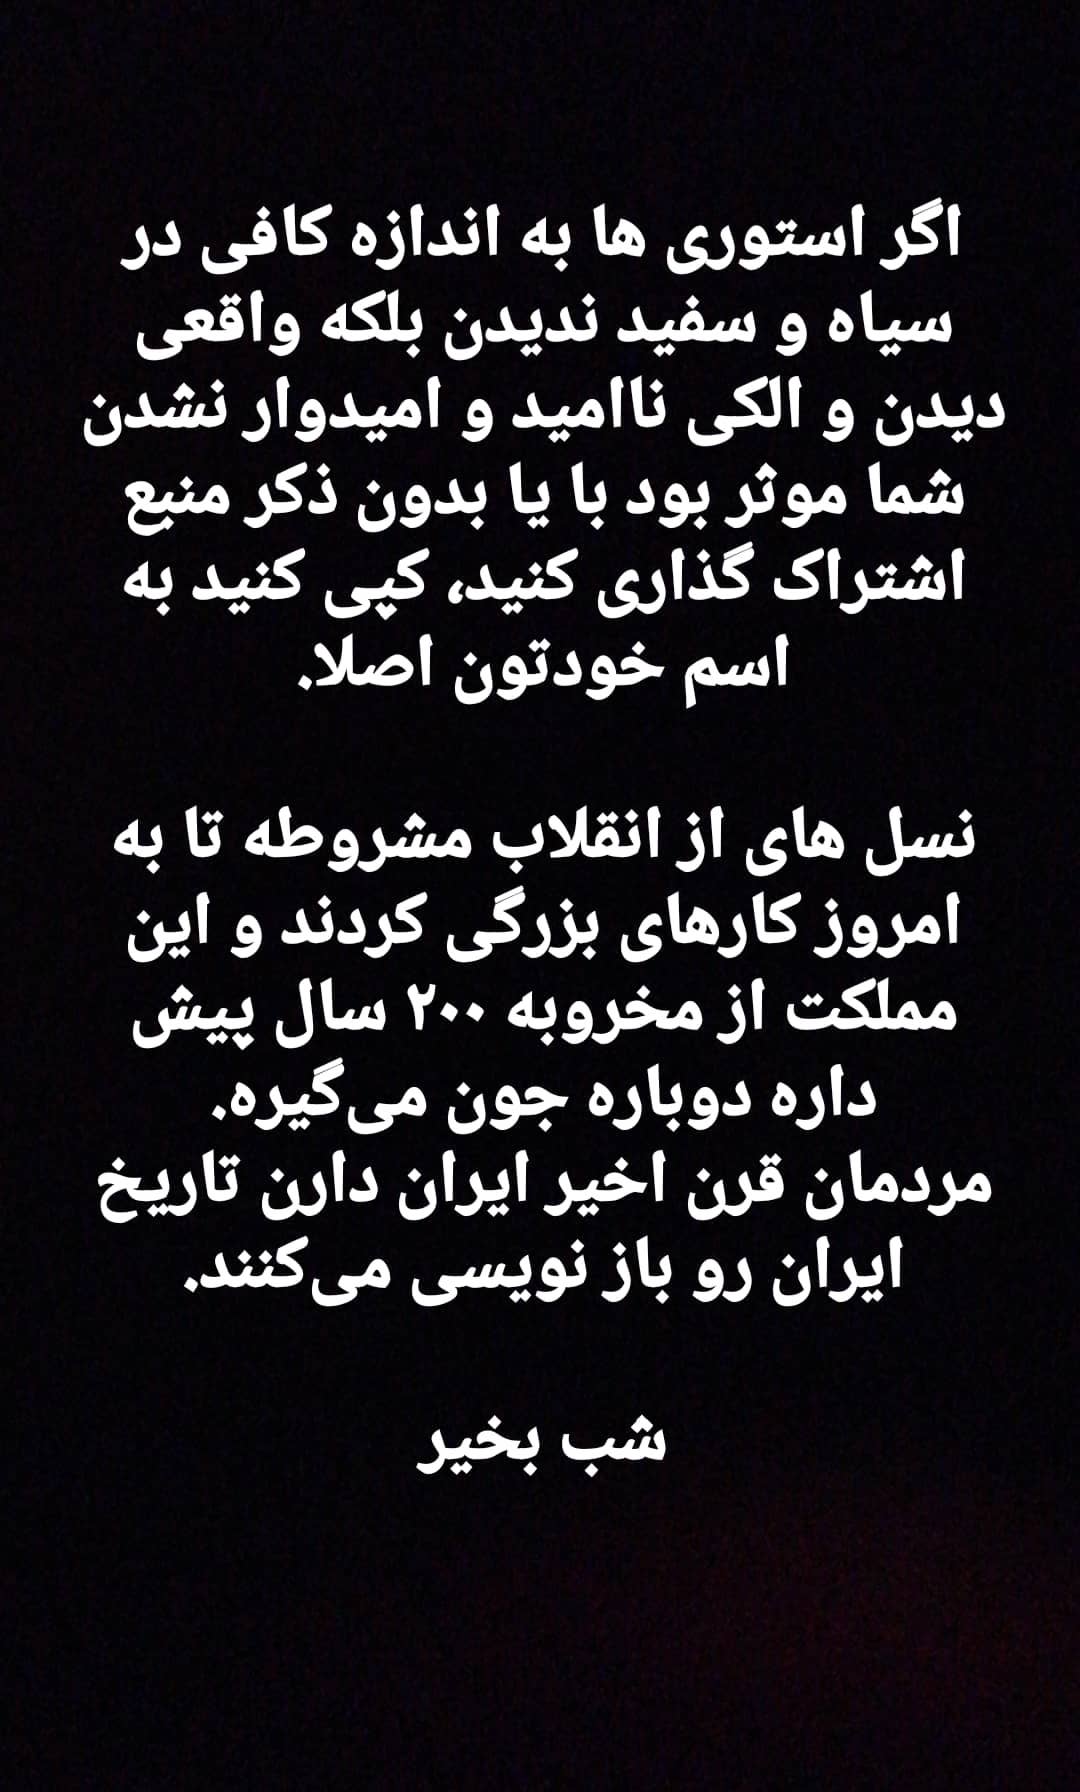 اگر استوری ها به اندازه کافی در
سیاه و سفید ندیدن بلکه واقعی
دیدن و الکی ناامید و امیدوار نشدن
شما موثر بود با یا بدون ذکر منبع
اشتراک گذاری کنید، کپی کنید به
اسم خودتون اصلا.
نسل های از انقلاب مشروطه تا به
امروز کارهای بزرگی کردند و این
مملکت از مخروبه ۲۰۰ سال پیش
داره دوباره جون می‌گیره.
مردمان قرن اخیر ایران دارن تاریخ
ایران رو باز نویسی می‌کنند.
شب بخیر